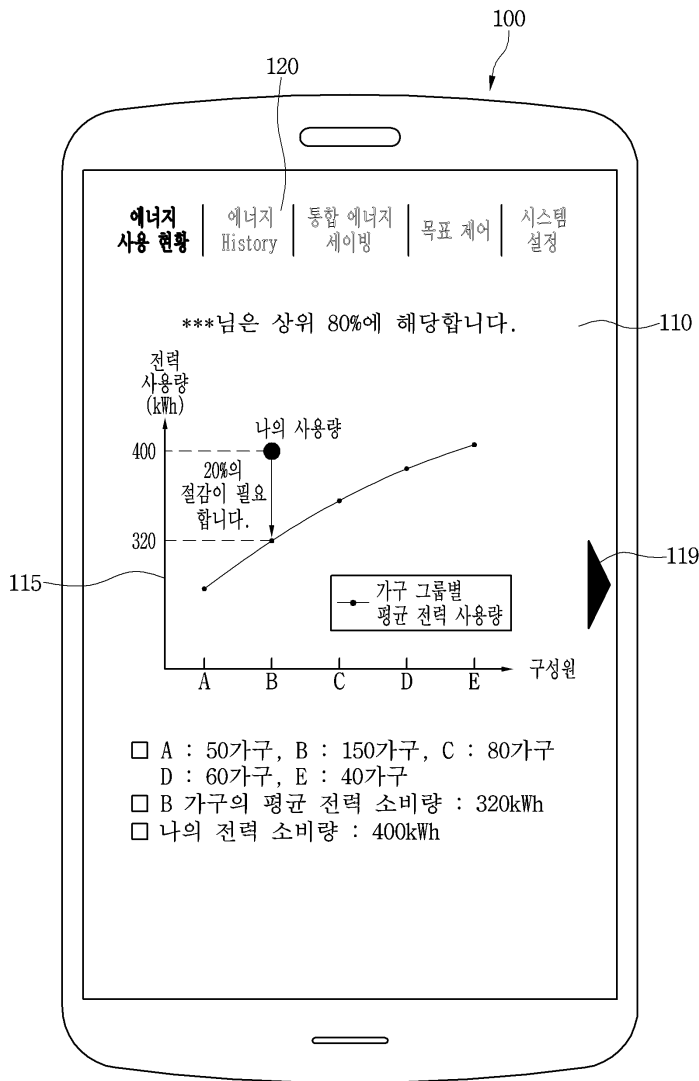 100
120
에너지
사용 현황
에너지
History
통합 에너지
세이빙
목표 제어
시스템
설정
***님은 상위 80%에 해당합니다.
110
전력
사용량
(kWh)
나의 사용량
400
20%의
절감이 필요
합니다.
320
119
115
가구 그룹별
평균 전력 사용량
구성원
A B C D E
□ A : 50가구, B : 150가구, C : 80가구
D : 60가구, E : 40가구
□ B 가구의 평균 전력 소비량 : 320kWh
□ 나의 전력 소비량 : 400kWh